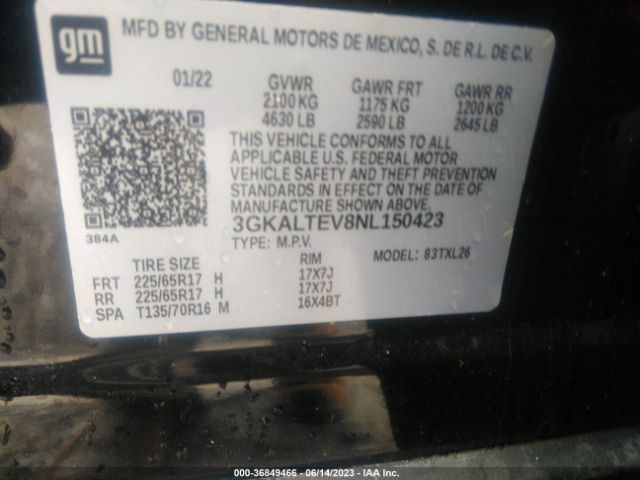 gm
MFD BY GENERAL MOTORS DE MEXICO, S. DE R.L. DE C.V.
01/22 GVWR GAWR FRT GAWR RR
2100 KG 1175 KG 1200 KG
4630 LB 2590 LB 2645 LB
THIS VEHICLE CONFORMS TO ALL
APPLICABLE U.S. FEDERAL MOTOR
VEHICLE SAFETY AND THEFT PREVENTION
STANDARDS IN EFFECT ON THE DATE OF
MANUFACTURE SHOWN ABOVE.
3GKALTEV8NL150423
384A
TYPE: M.P.V. MODEL: 83TXL26
TIRE SIZE RIM
FRT 225/65R17 H 17X7J
RR 225/65R17 H 17X7J
SPA T135/70R16 M 16X4BT
000-36849466 - 06/14/2023 - IAA Inc.